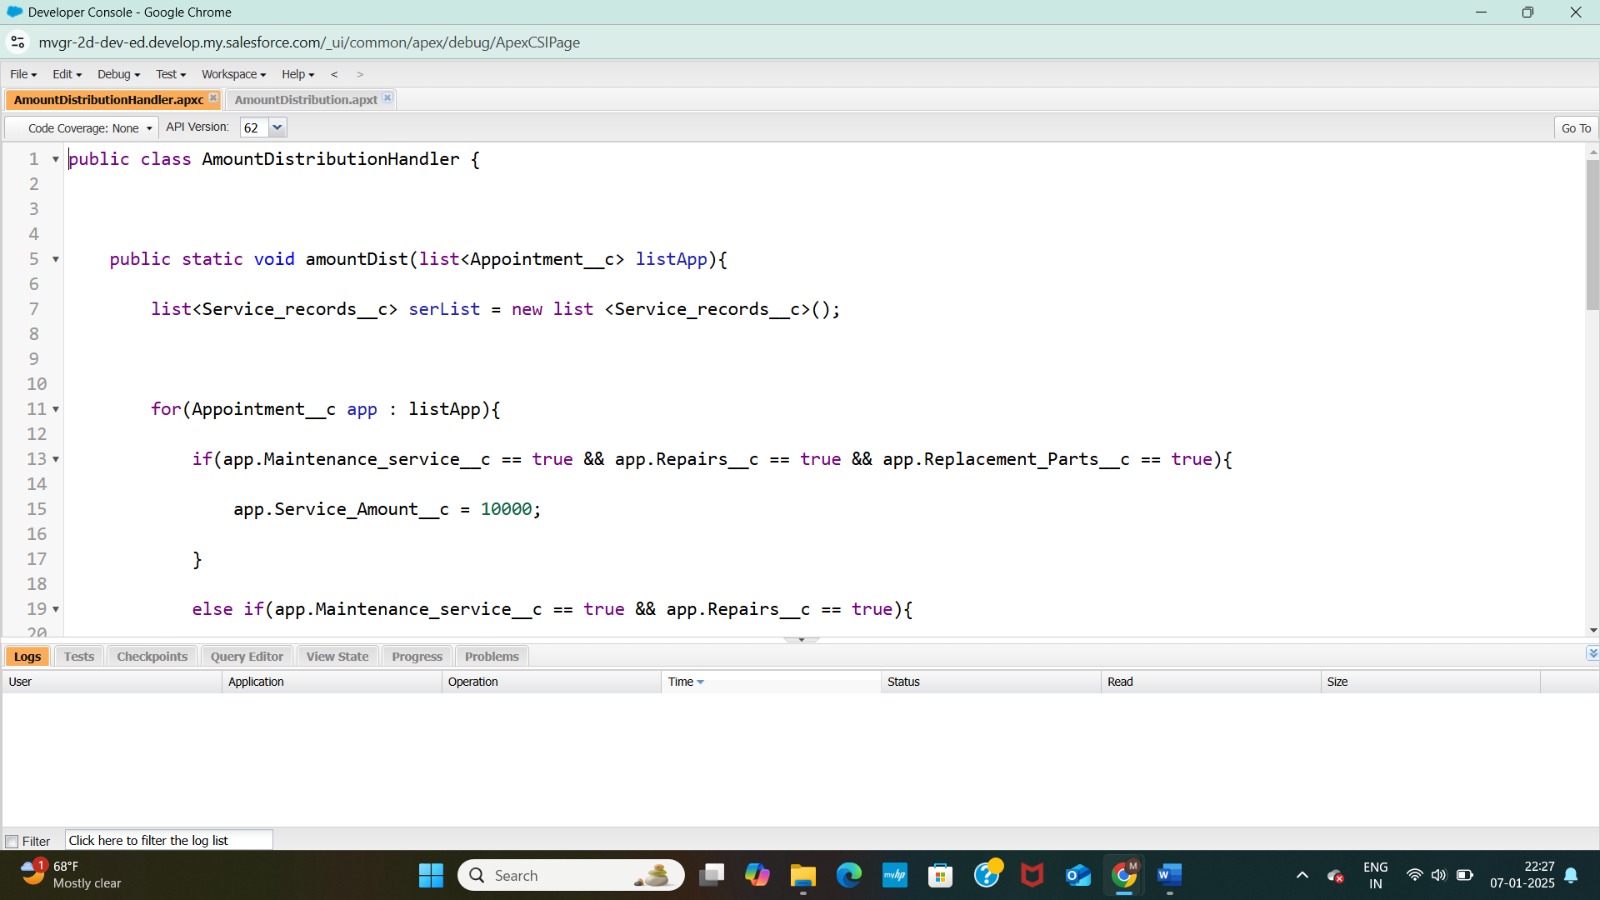 Developer Console - Google Chrome
mvgr-2d-dev-ed.develop.my.salesforce.com/_ui/common/apex/debug/ApexCSIPage
File Edit Debug Test Workspace Help < >
AmountDistributionHandler.apxc AmountDistribution.apxt
Code Coverage: None API Version: 62 Go To
1 public class AmountDistributionHandler {
2
3
4
5 public static void amountDist(list<Appointment__c> listApp){
6
7 list<Service_records__c> serList = new list <Service_records__c>();
8
9
10
11 for(Appointment__c app : listApp){
12
13 if(app.Maintenance_service__c == true && app.Repairs__c == true && app.Replacement_Parts__c == true){
14
15 app.Service_Amount__c = 10000;
16
17 }
18
19 else if(app.Maintenance_service__c == true && app.Repairs__c == true){
20
Logs Tests Checkpoints Query Editor View State Progress Problems
User Application Operation Time Status Read Size
Filter Click here to filter the log list
1 68°F
Mostly clear
Search
myhp
M
ENG
IN
22:27
07-01-2025